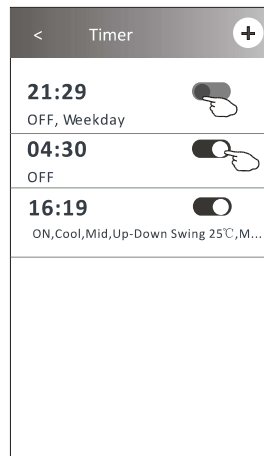 < Timer +
21:29
OFF, Weekday
04:30
OFF
16:19
ON,Cool,Mid,Up-Down Swing 25℃,M...